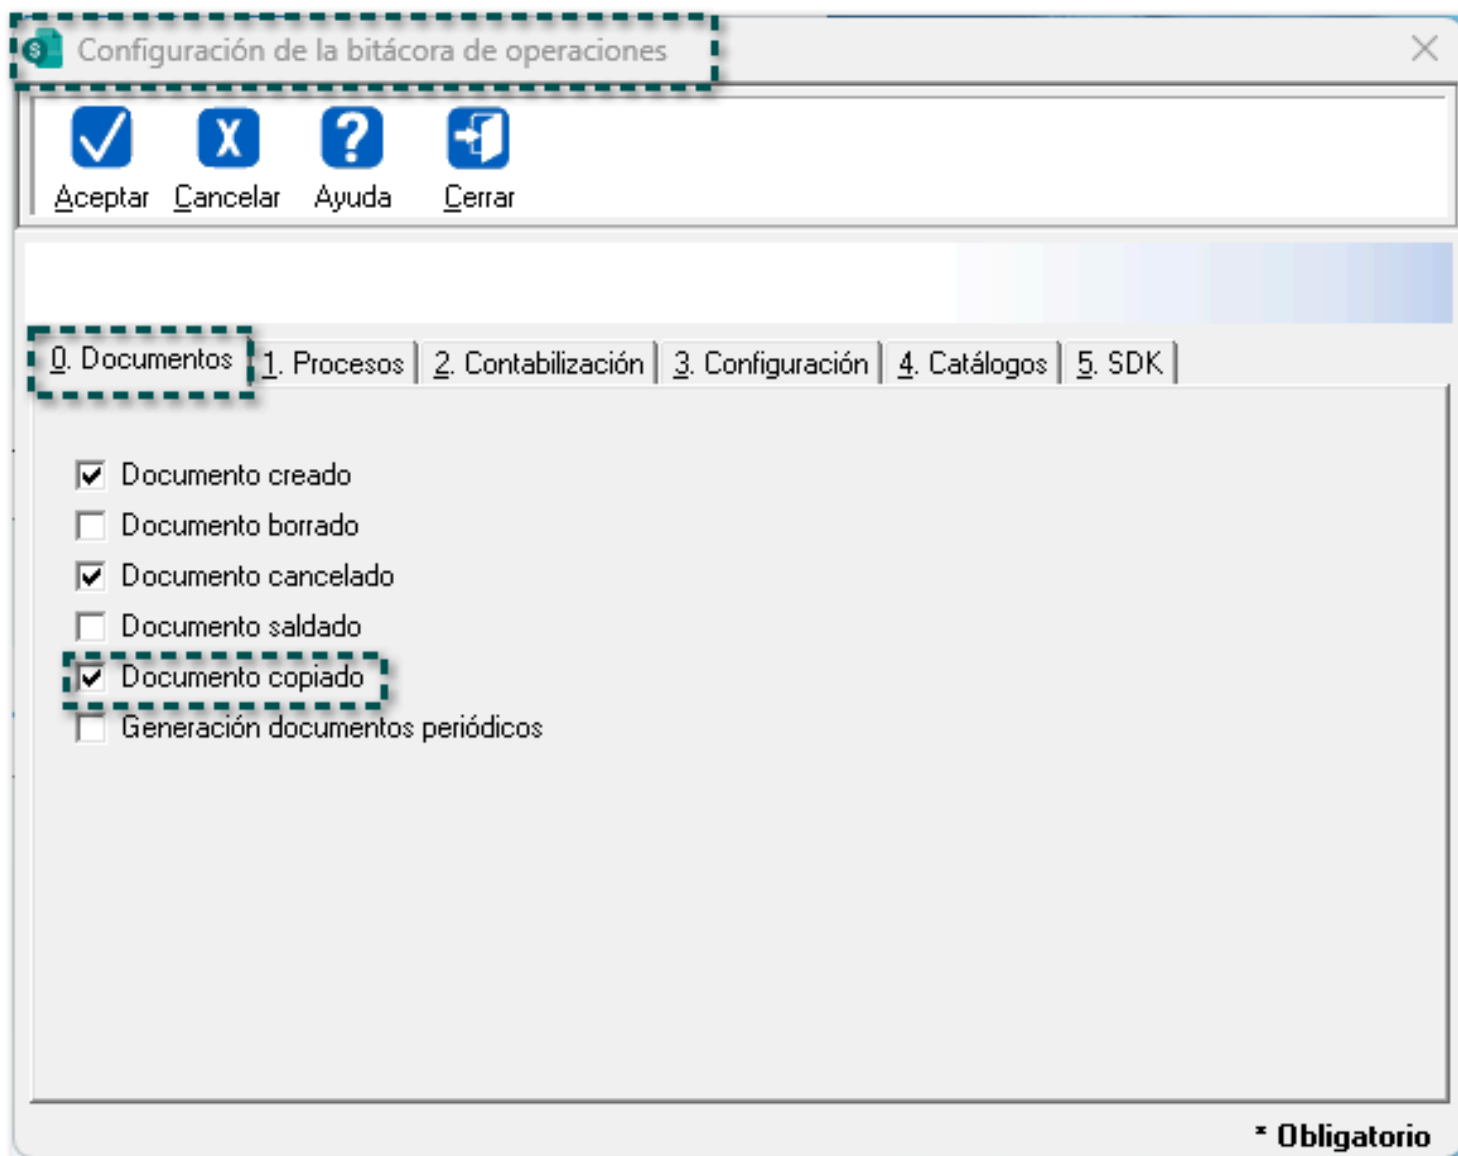 Configuración de la bitácora de operaciones
Aceptar Cancelar Ayuda Cerrar
0. Documentos 1. Procesos 2. Contabilización 3. Configuración 4. Catálogos 5. SDK
Documento creado
Documento borrado
Documento cancelado
Documento saldado
Documento copiado
Generación documentos periódicos
* Obligatorio